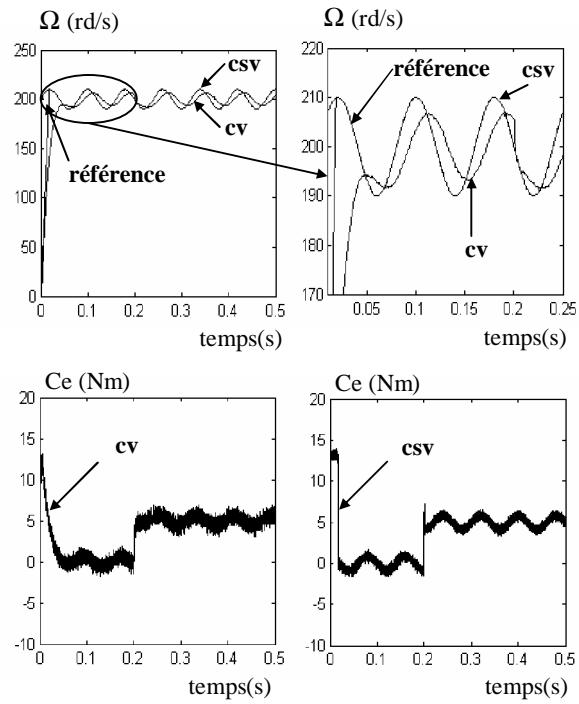 Ω (rd/s)
250
200
150
100
50
0
csv
cv
référence
0 0.1 0.2 0.3 0.4 0.5
temps(s)
Ω (rd/s)
220
210
200
190
180
170
référence
csv
cv
0.05 0.1 0.15 0.2 0.25
temps(s)
Ce (Nm)
20
15
10
5
0
-5
-10
cv
0 0.1 0.2 0.3 0.4 0.5
temps(s)
Ce (Nm)
20
15
10
5
0
-5
-10
csv
0 0.1 0.2 0.3 0.4 0.5
temps(s)